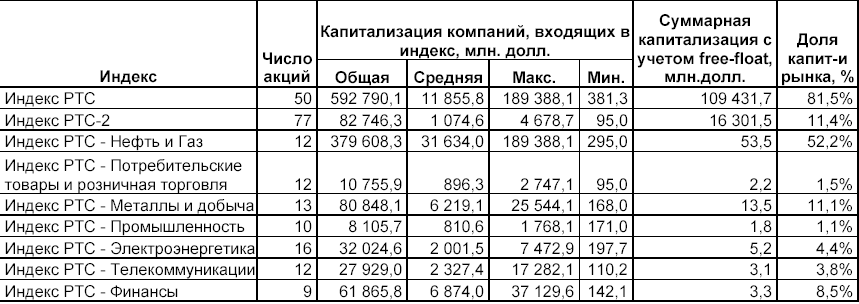 Индекс Число акций Капитализация компаний, входящих в индекс, млн. долл. Суммарная капитализация с учетом free-float, млн.долл. Доля капит-и рынка, %
Общая Средняя Макс. Мин.
Индекс РТС 50 592 790,1 11 855,8 189 388,1 381,3 109 431,7 81,5%
Индекс РТС-2 77 82 746,3 1 074,6 4 678,7 95,0 16 301,5 11,4%
Индекс РТС - Нефть и Газ 12 379 608,3 31 634,0 189 388,1 295,0 53,5 52,2%
Индекс РТС - Потребительские
товары и розничная торговля 12 10 755,9 896,3 2 747,1 95,0 2,2 1,5%
Индекс РТС - Металлы и добыча 13 80 848,1 6 219,1 25 544,1 168,0 13,5 11,1%
Индекс РТС - Промышленность 10 8 105,7 810,6 1 768,1 171,0 1,8 1,1%
Индекс РТС - Электроэнергетика 16 32 024,6 2 001,5 7 472,9 197,7 5,2 4,4%
Индекс РТС - Телекоммуникации 12 27 929,0 2 327,4 17 282,1 110,2 3,1 3,8%
Индекс РТС - Финансы 9 61 865,8 6 874,0 37 129,6 142,1 3,3 8,5%